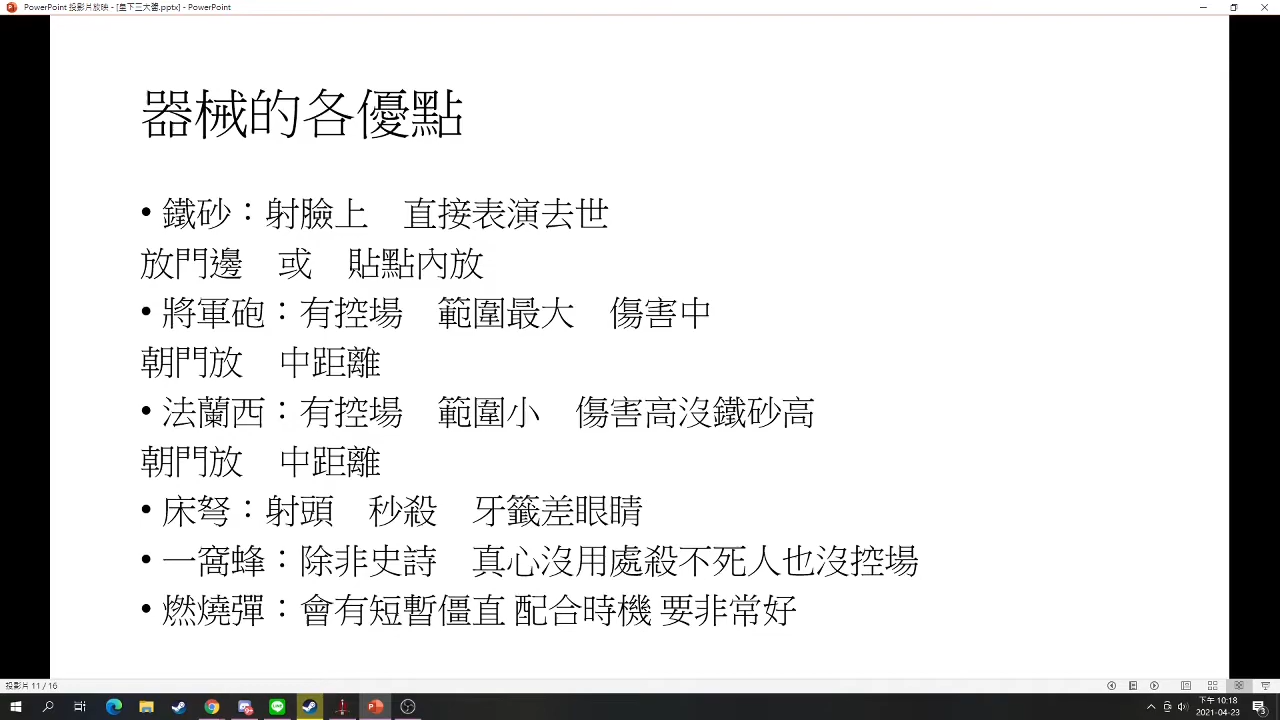 PowerPoint 投影片放映 - [皇下三大器.pptx] - PowerPoint
器械的各優點
• 鐵砂：射臉上　直接表演去世
放門邊　或　貼點內放
• 將軍砲：有控場　範圍最大　傷害中
朝門放　中距離
• 法蘭西：有控場　範圍小　傷害高沒鐵砂高
朝門放　中距離
• 床弩：射頭　秒殺　牙籤差眼睛
• 一窩蜂：除非史詩　真心沒用處殺不死人也沒控場
• 燃燒彈：會有短暫僵直 配合時機 要非常好
投影片 11 / 16
下午 10:18
2021-04-23